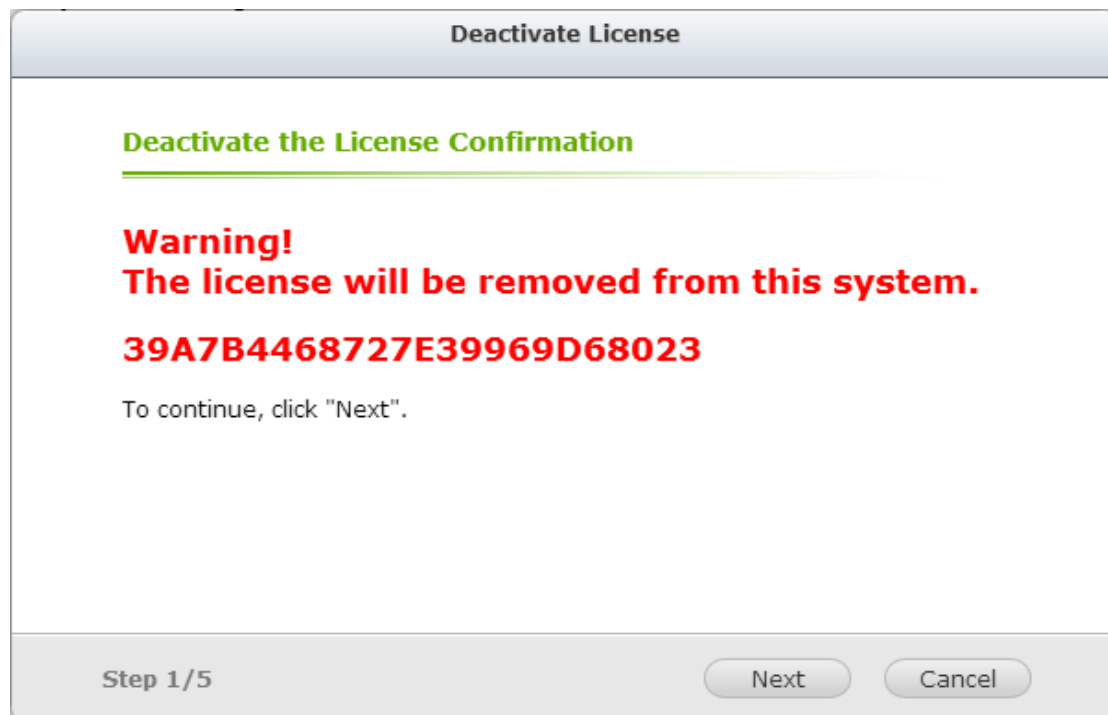 Deactivate License
Deactivate the License Confirmation
Warning!
The license will be removed from this system.
39A7B4468727E39969D68023
To continue, click "Next".
Step 1/5
Next
Cancel